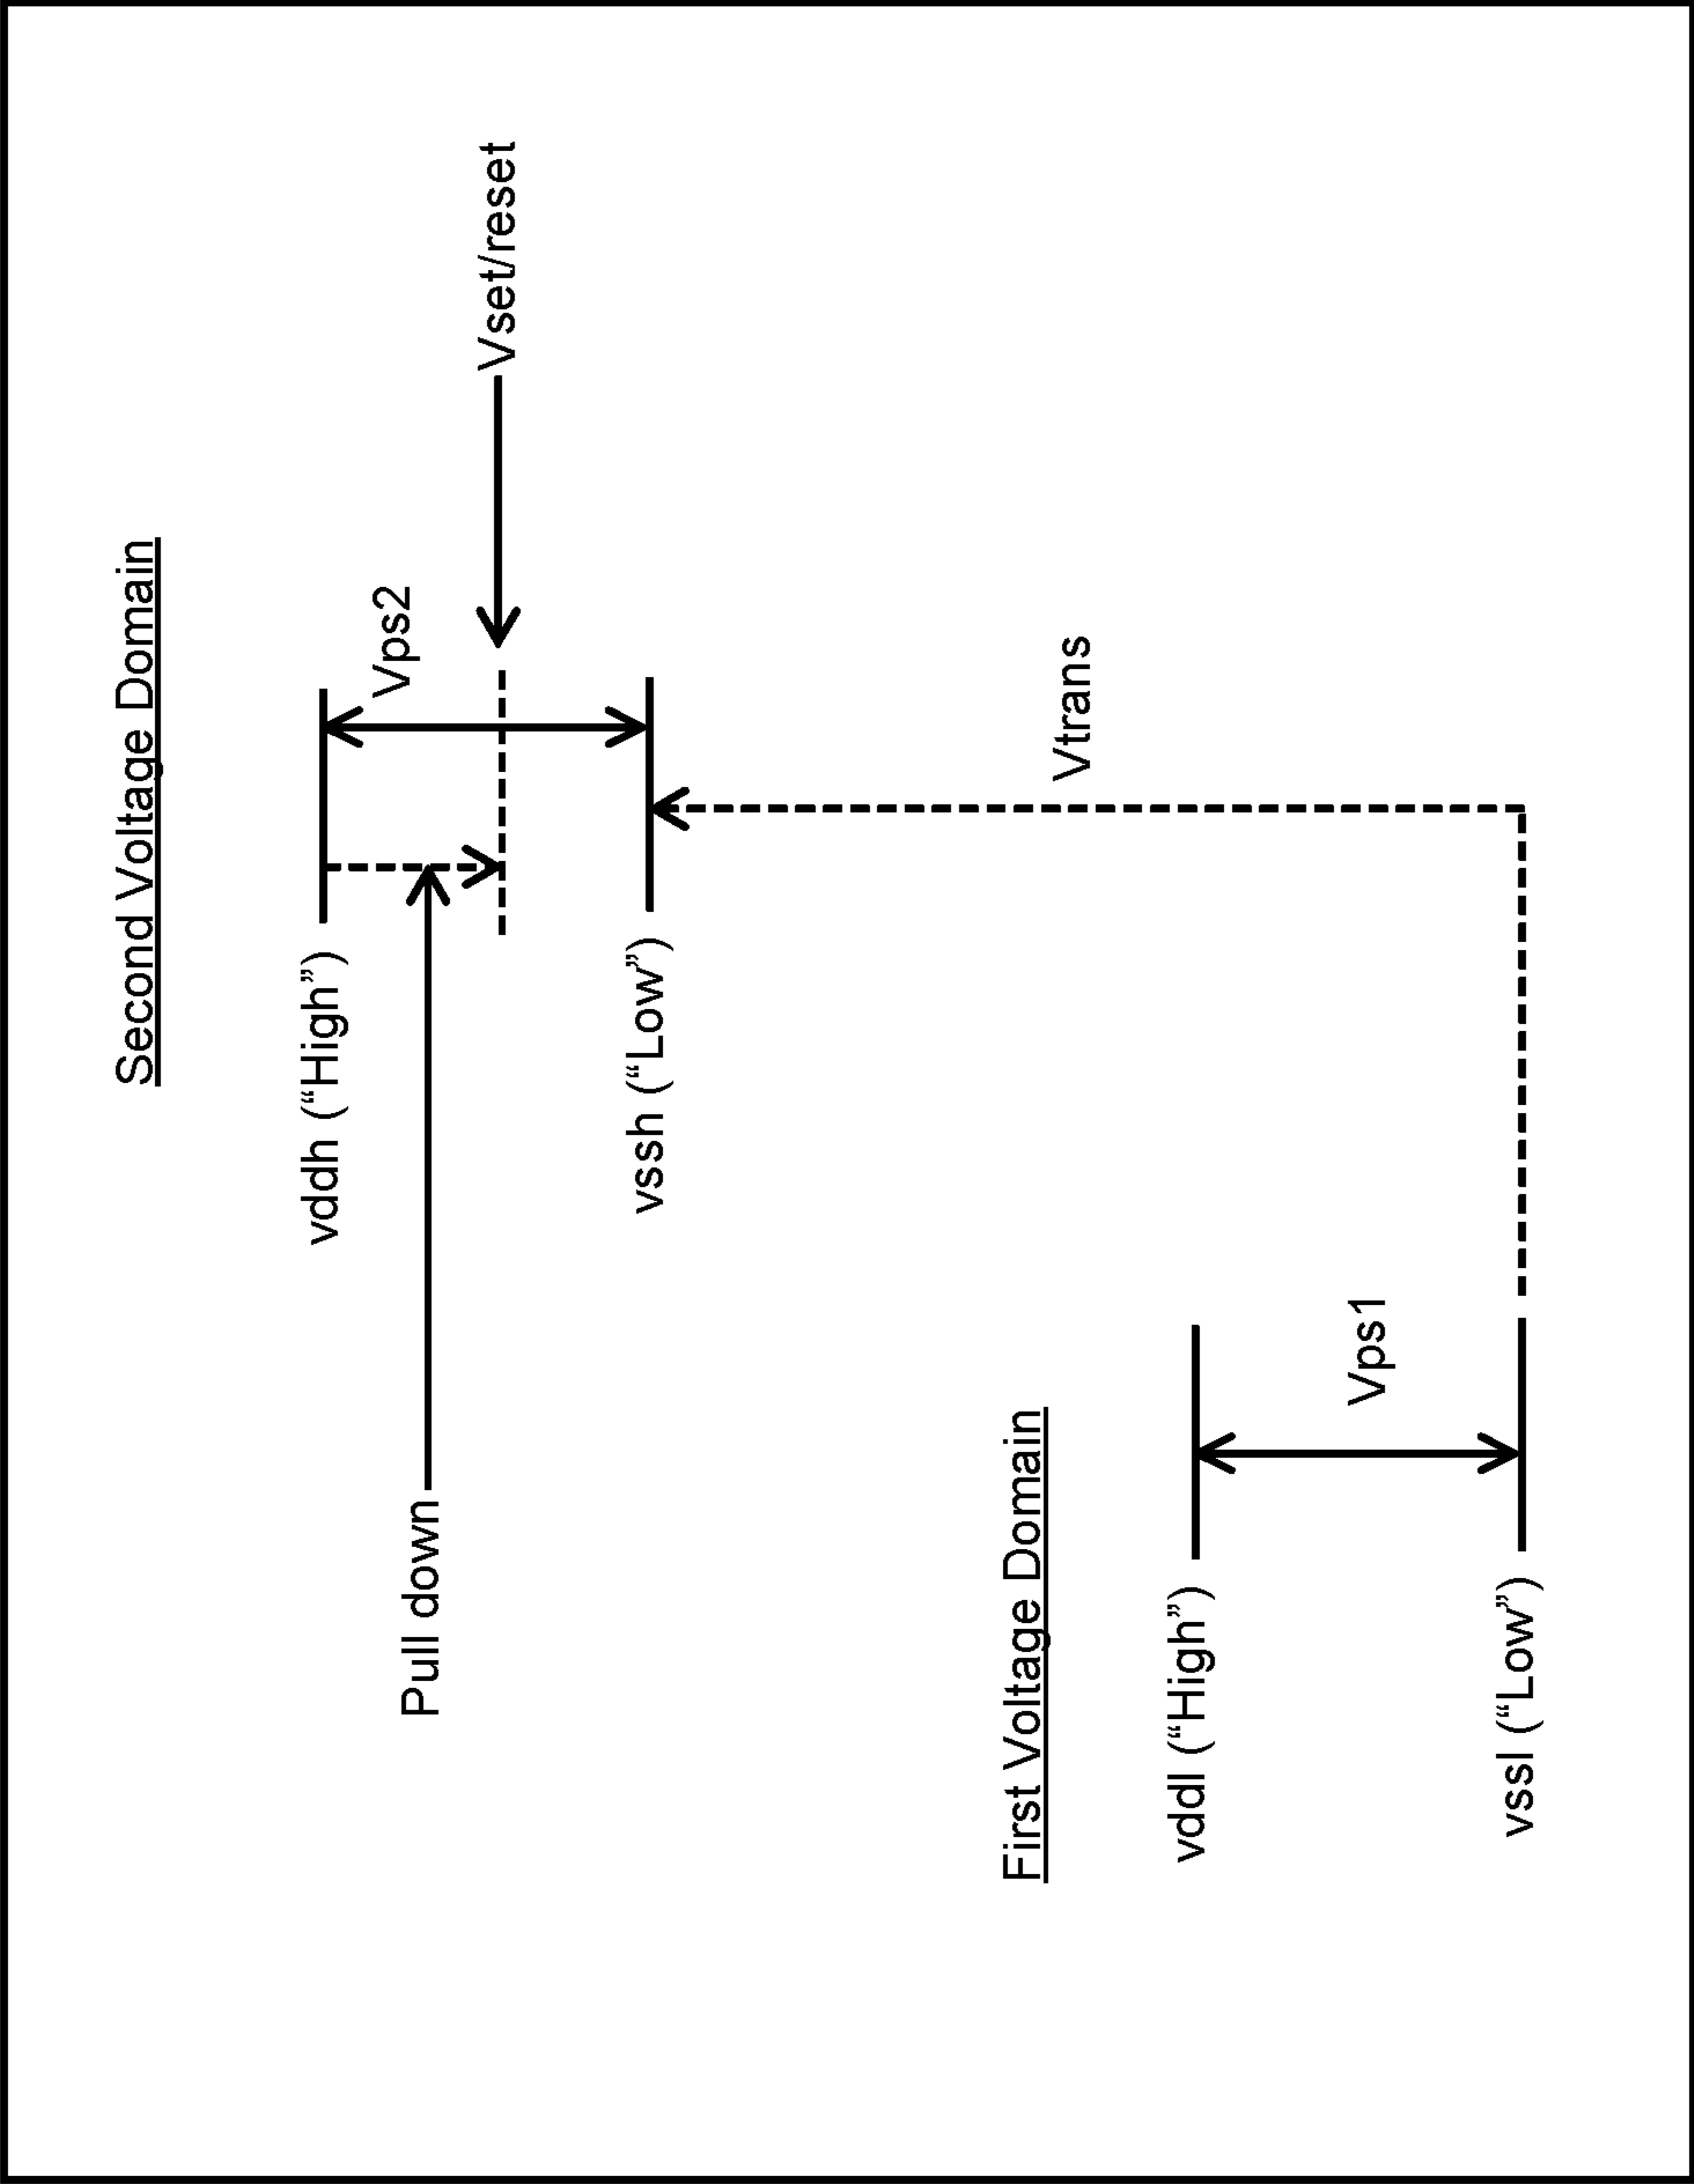 Second Voltage Domain
vddh (“High”)
Vps2
Pull down
Vset/reset
vssh (“Low”)
Vtrans
First Voltage Domain
vddl (“High”)
Vps1
vssl (“Low”)